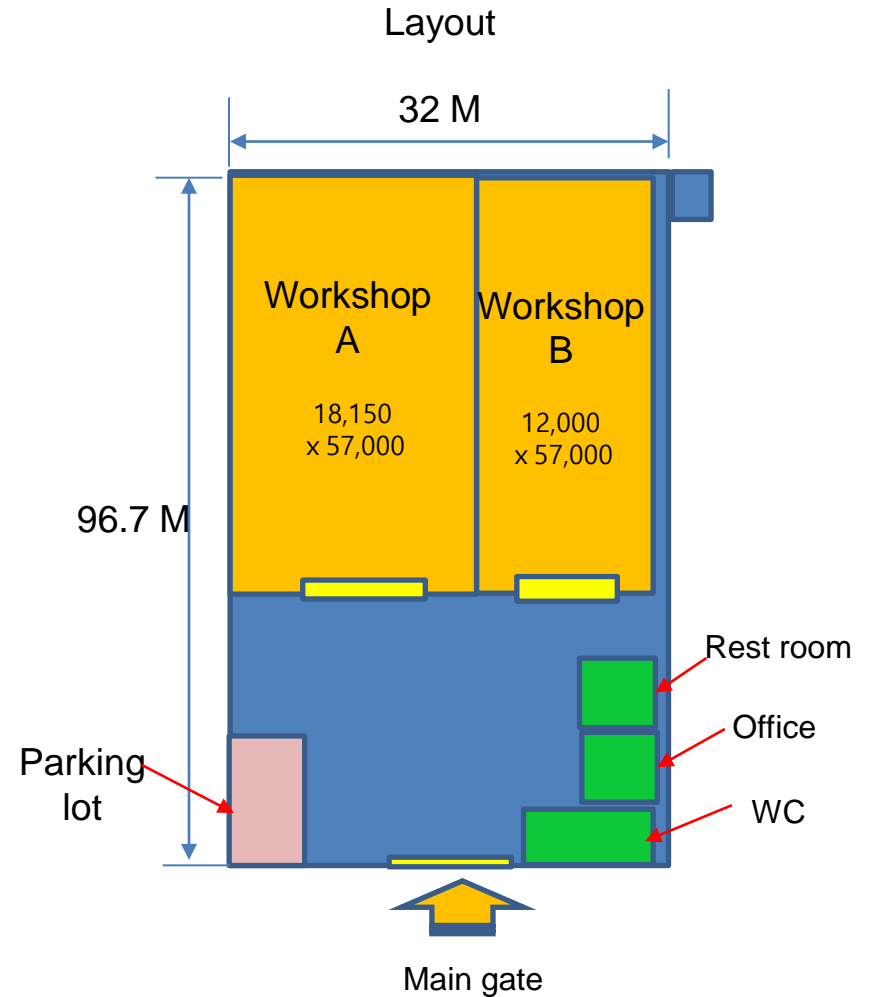 Layout
32 M
Workshop
A
18,150
x 57,000
Workshop
B
12,000
x 57,000
96.7 M
Rest room
Office
WC
Parking
lot
Main gate